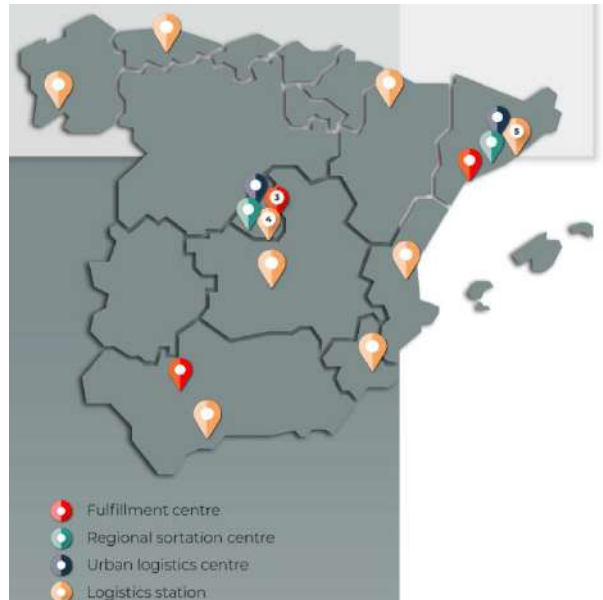 5
3
4
Fulfillment centre
Regional sortation centre
Urban logistics centre
Logistics station